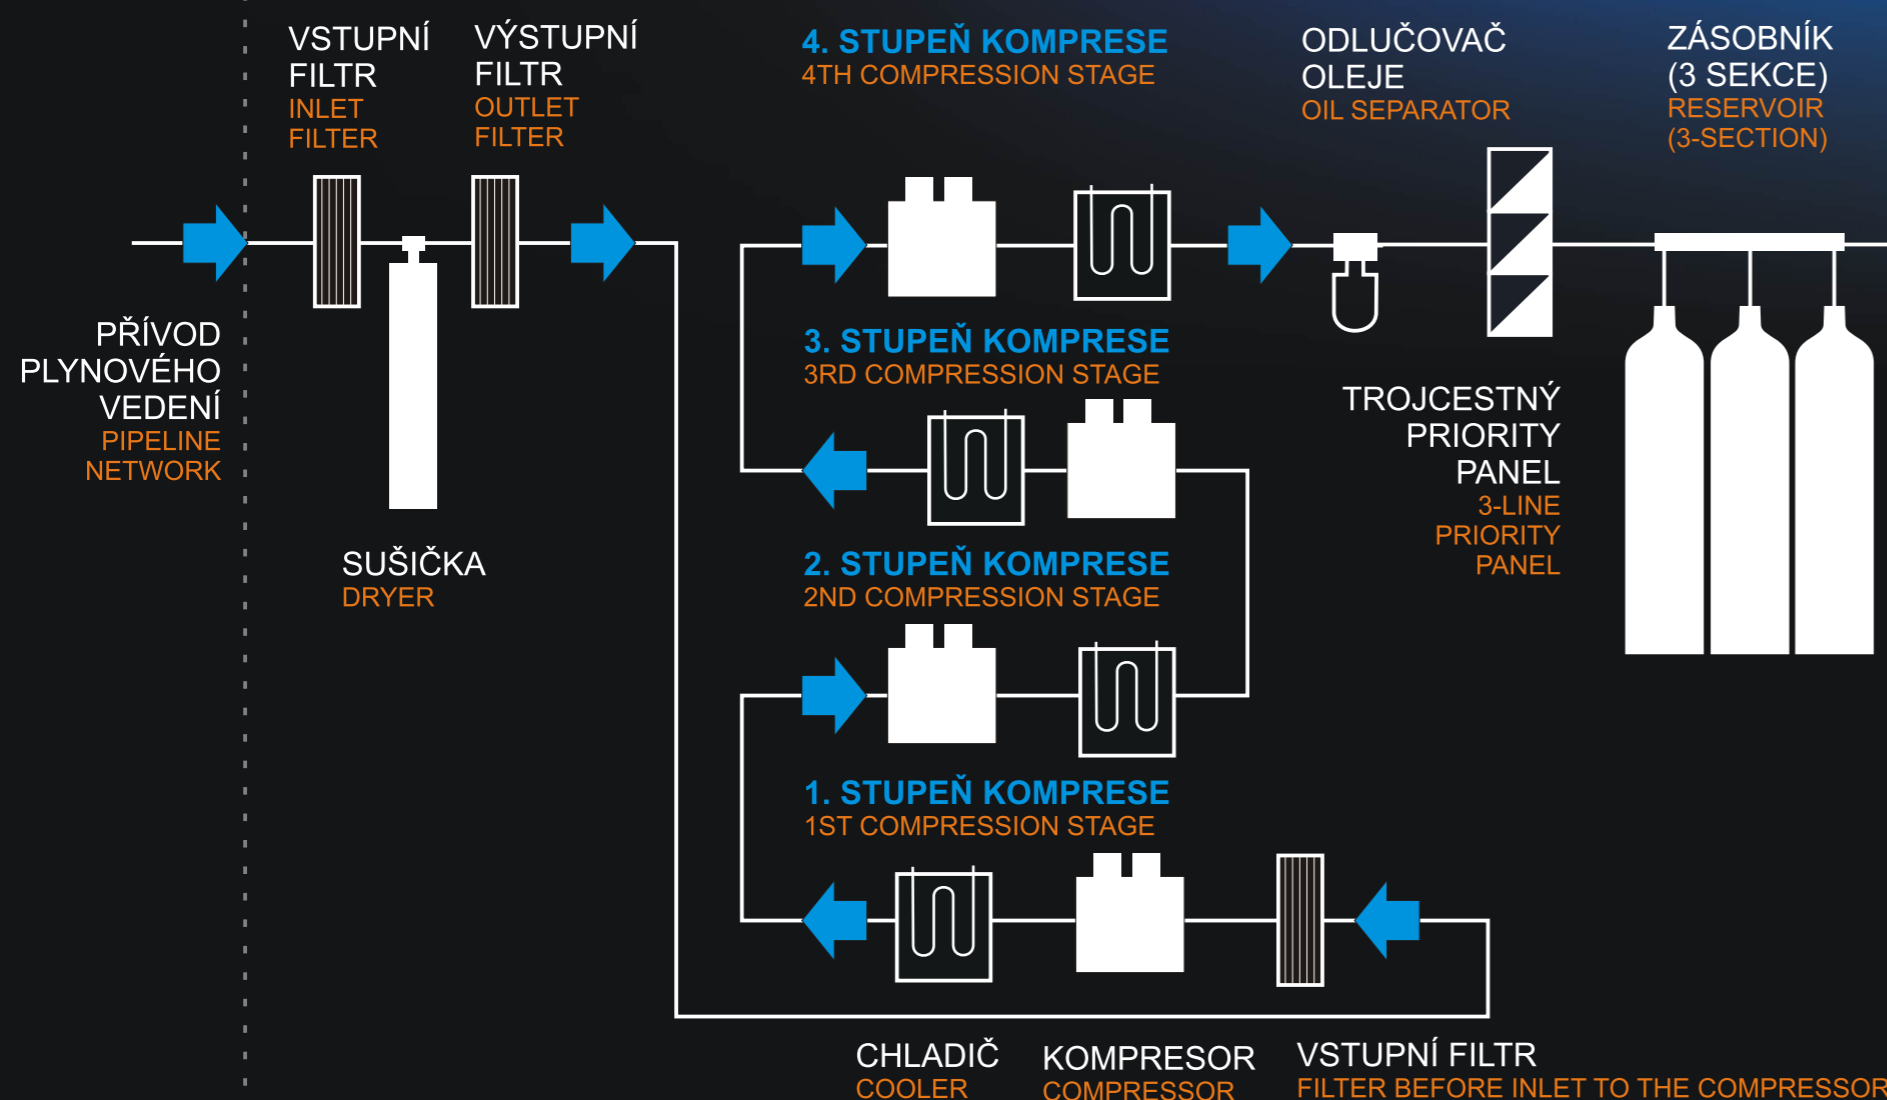 VSTUPNÍ
FILTR
INLET
FILTER
VÝSTUPNÍ
FILTR
OUTLET
FILTER
4. STUPEŇ KOMPRESE
4TH COMPRESSION STAGE
ODLUČOVAČ
OLEJE
OIL SEPARATOR
ZÁSOBNÍK
(3 SEKCE)
RESERVOIR
(3-SECTION)
PŘÍVOD
PLYNOVÉHO
VEDENÍ
PIPELINE
NETWORK
3. STUPEŇ KOMPRESE
3RD COMPRESSION STAGE
TROJCESTNÝ
PRIORITY
PANEL
3-LINE
PRIORITY
PANEL
SUŠIČKA
DRYER
2. STUPEŇ KOMPRESE
2ND COMPRESSION STAGE
1. STUPEŇ KOMPRESE
1ST COMPRESSION STAGE
CHLADIČ
COOLER
KOMPRESOR
COMPRESSOR
VSTUPNÍ FILTR
FILTER BEFORE INLET TO THE COMPRESSOR